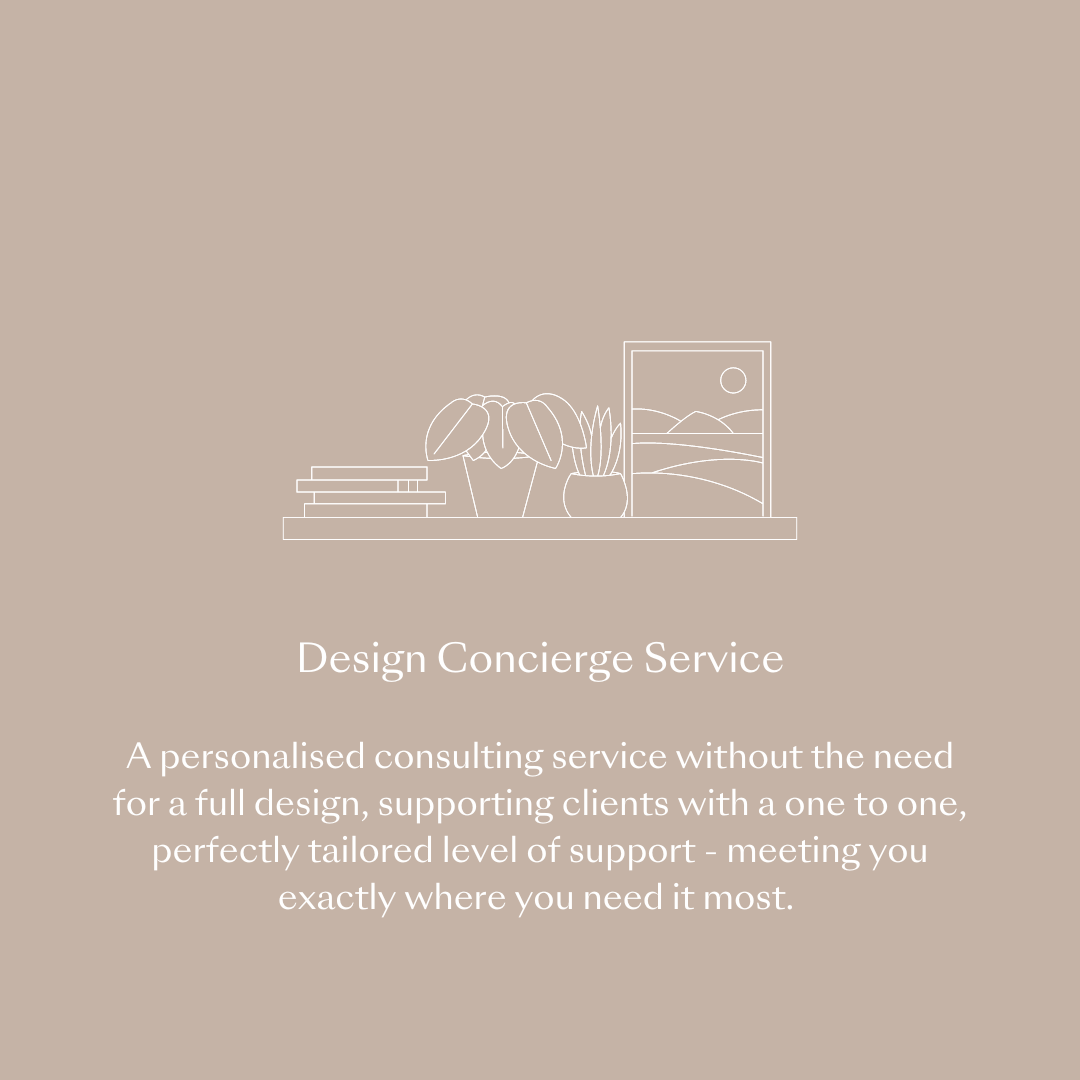 Design Concierge Service
A personalised consulting service without the need
for a full design, supporting clients with a one to one,
perfectly tailored level of support - meeting you
exactly where you need it most.